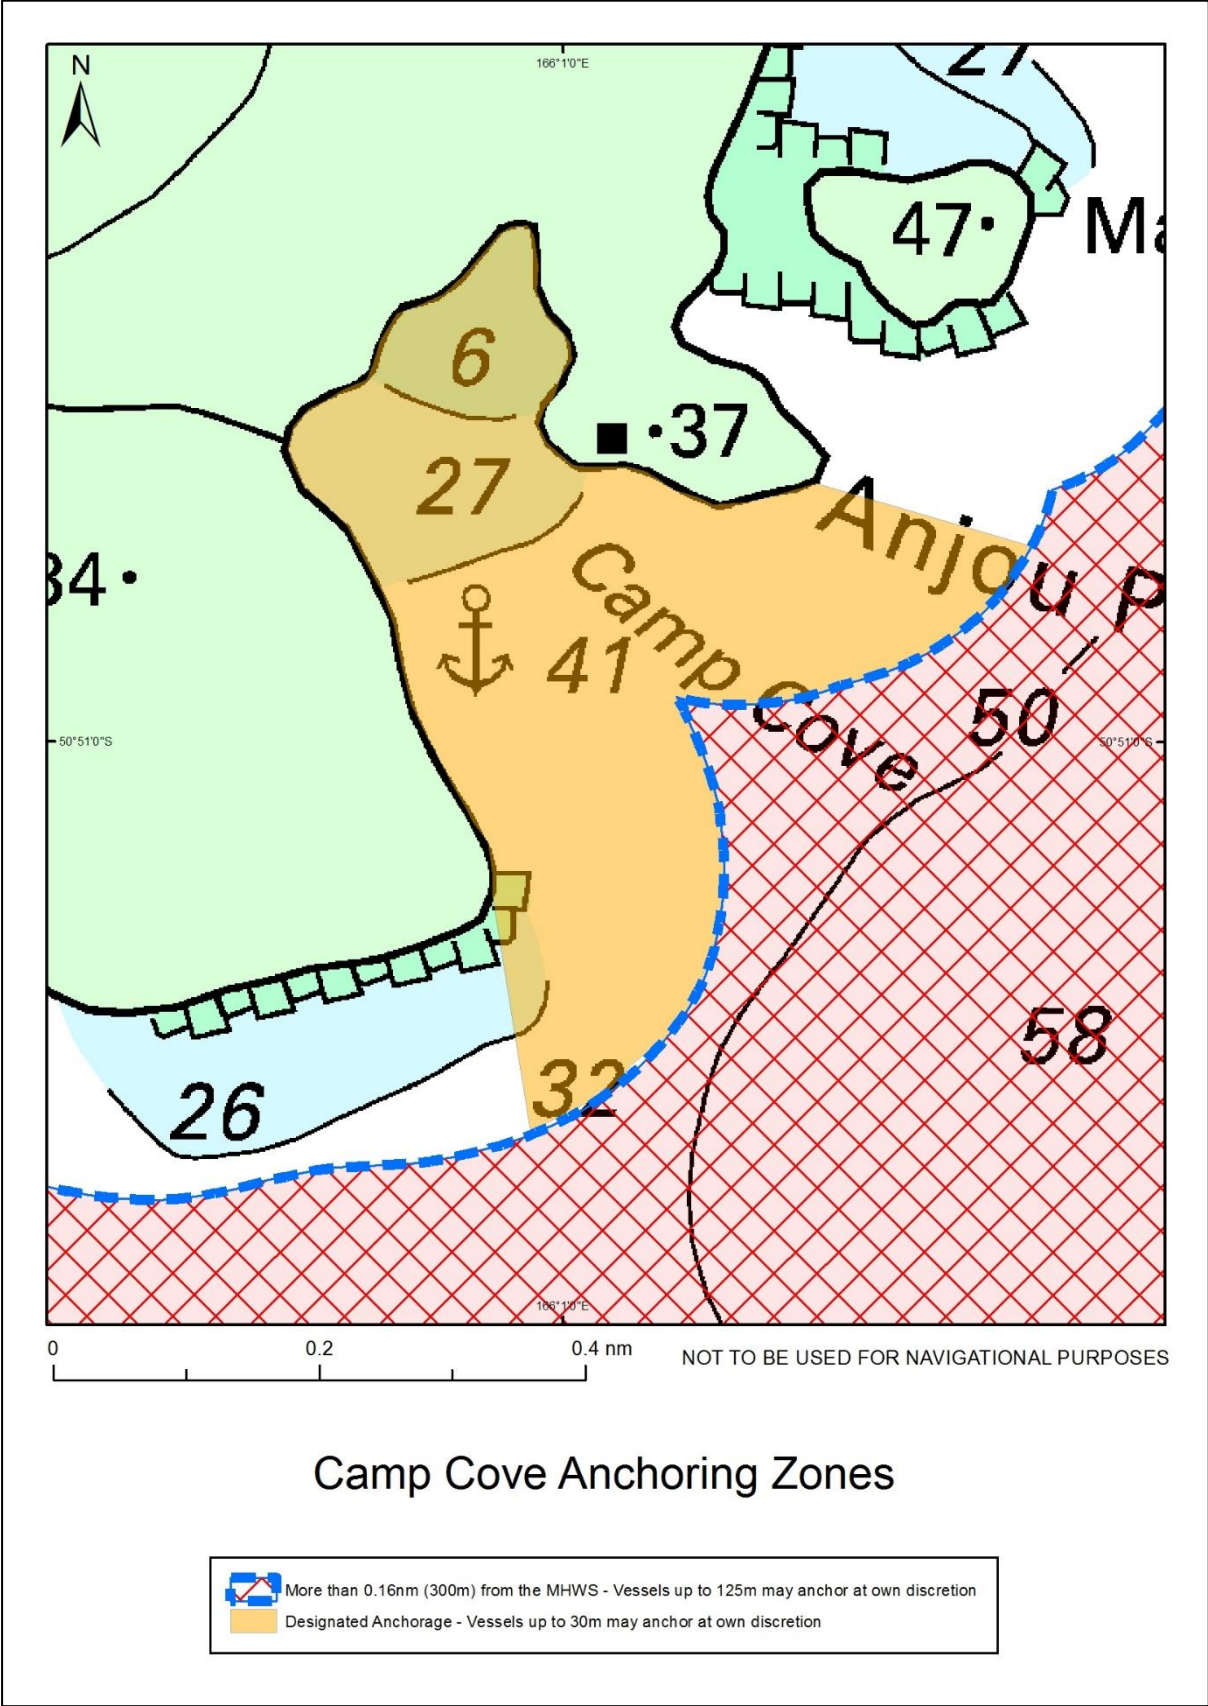 N
166°1'0"E
27
47
Ma
6
37
27
Anjou P
34
Camp Cove
41
50
50°51'0"S
50°51'0"S
58
32
26
166°1'0"E
0 0.2 0.4 nm
NOT TO BE USED FOR NAVIGATIONAL PURPOSES
Camp Cove Anchoring Zones
More than 0.16nm (300m) from the MHWS - Vessels up to 125m may anchor at own discretion
Designated Anchorage - Vessels up to 30m may anchor at own discretion